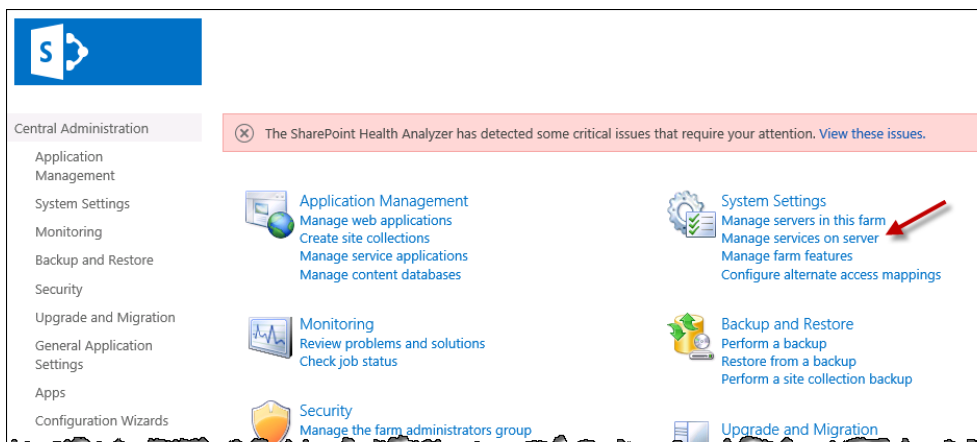 S
Central Administration
Application
Management
System Settings
Monitoring
Backup and Restore
Security
Upgrade and Migration
General Application
Settings
Apps
Configuration Wizards
The SharePoint Health Analyzer has detected some critical issues that require your attention. View these issues.
Application Management
Manage web applications
Create site collections
Manage service applications
Manage content databases
System Settings
Manage servers in this farm
Manage services on server
Manage farm features
Configure alternate access mappings
Monitoring
Review problems and solutions
Check job status
Backup and Restore
Perform a backup
Restore from a backup
Perform a site collection backup
Security
Manage the farm administrators group
Upgrade and Migration